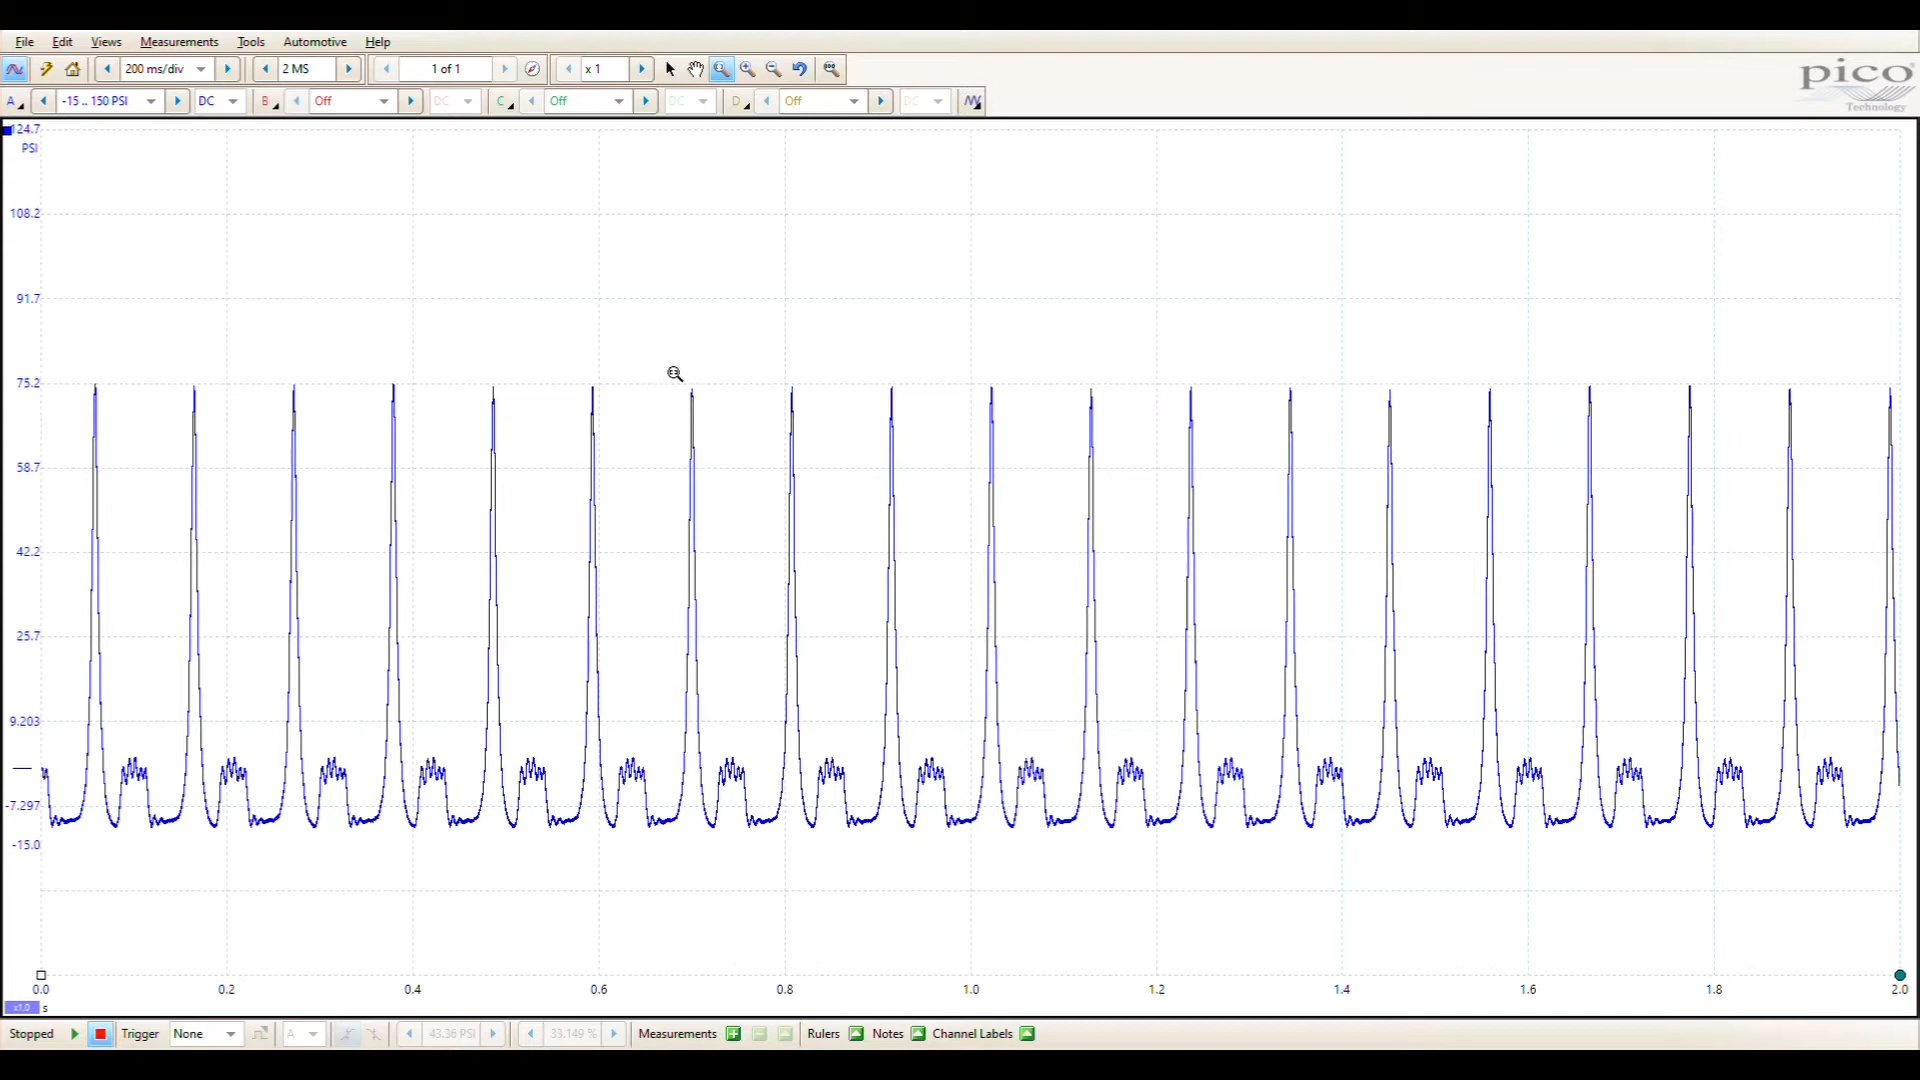 File Edit Views Measurements Tools Automotive Help
200 ms/div 2 MS 1 of 1 x 1
pico
Technology
A -15 .. 150 PSI DC B Off DC C Off DC D Off DC
124.7
PSI
108.2
91.7
75.2
58.7
42.2
25.7
9.203
-7.297
-15.0
0.0 0.2 0.4 0.6 0.8 1.0 1.2 1.4 1.6 1.8 2.0
x1.0 s
Stopped Trigger None A 43.36 PSI 33.149 % Measurements Rulers Notes Channel Labels